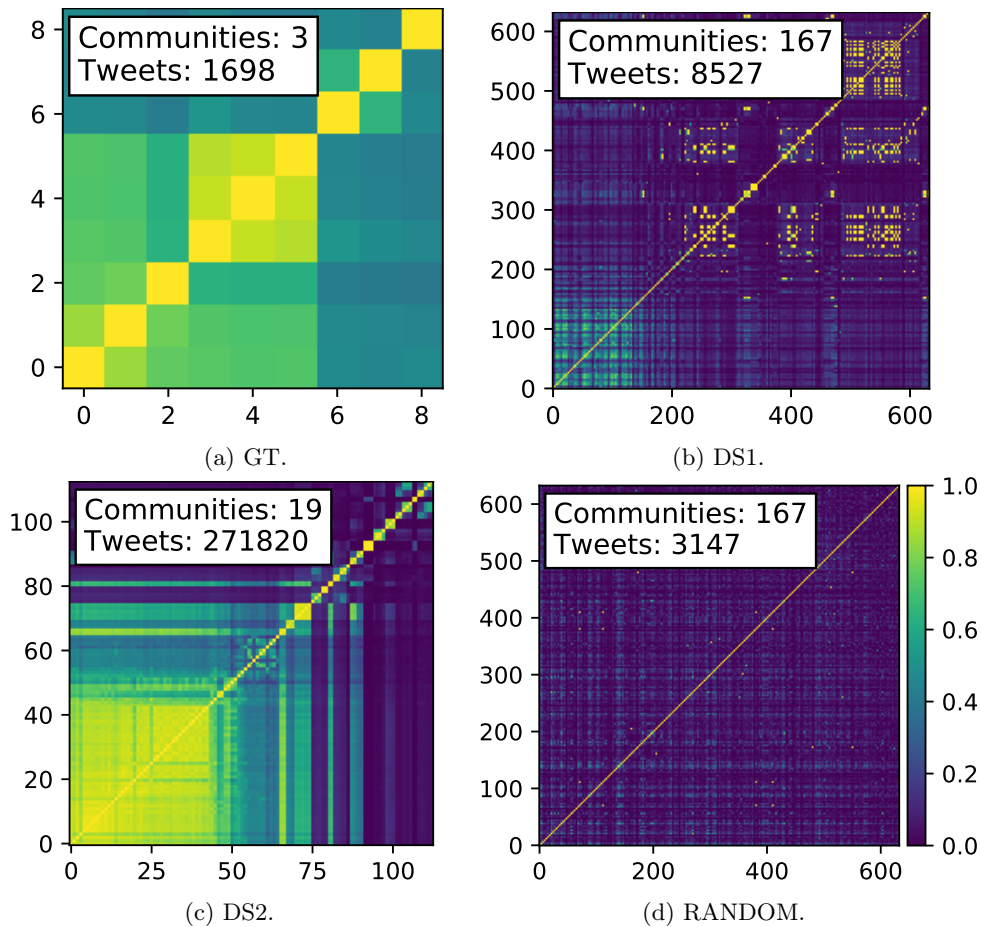 Communities: 3
Tweets: 1698
8
6
4
2
0
0 2 4 6 8
(a) GT.
Communities: 167
Tweets: 8527
600
500
400
300
200
100
0
0 200 400 600
(b) DS1.
Communities: 19
Tweets: 271820
100
80
60
40
20
0
0 25 50 75 100
(c) DS2.
Communities: 167
Tweets: 3147
600
500
400
300
200
100
0
0 200 400 600
1.0
0.8
0.6
0.4
0.2
0.0
(d) RANDOM.